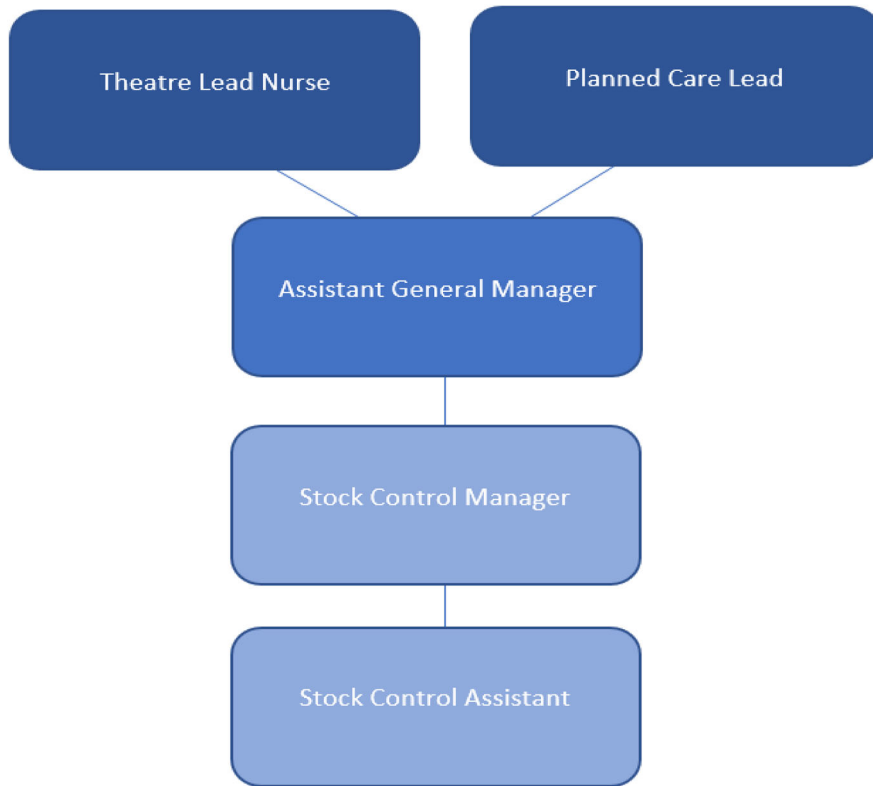 Theatre Lead Nurse
Planned Care Lead
Assistant General Manager
Stock Control Manager
Stock Control Assistant